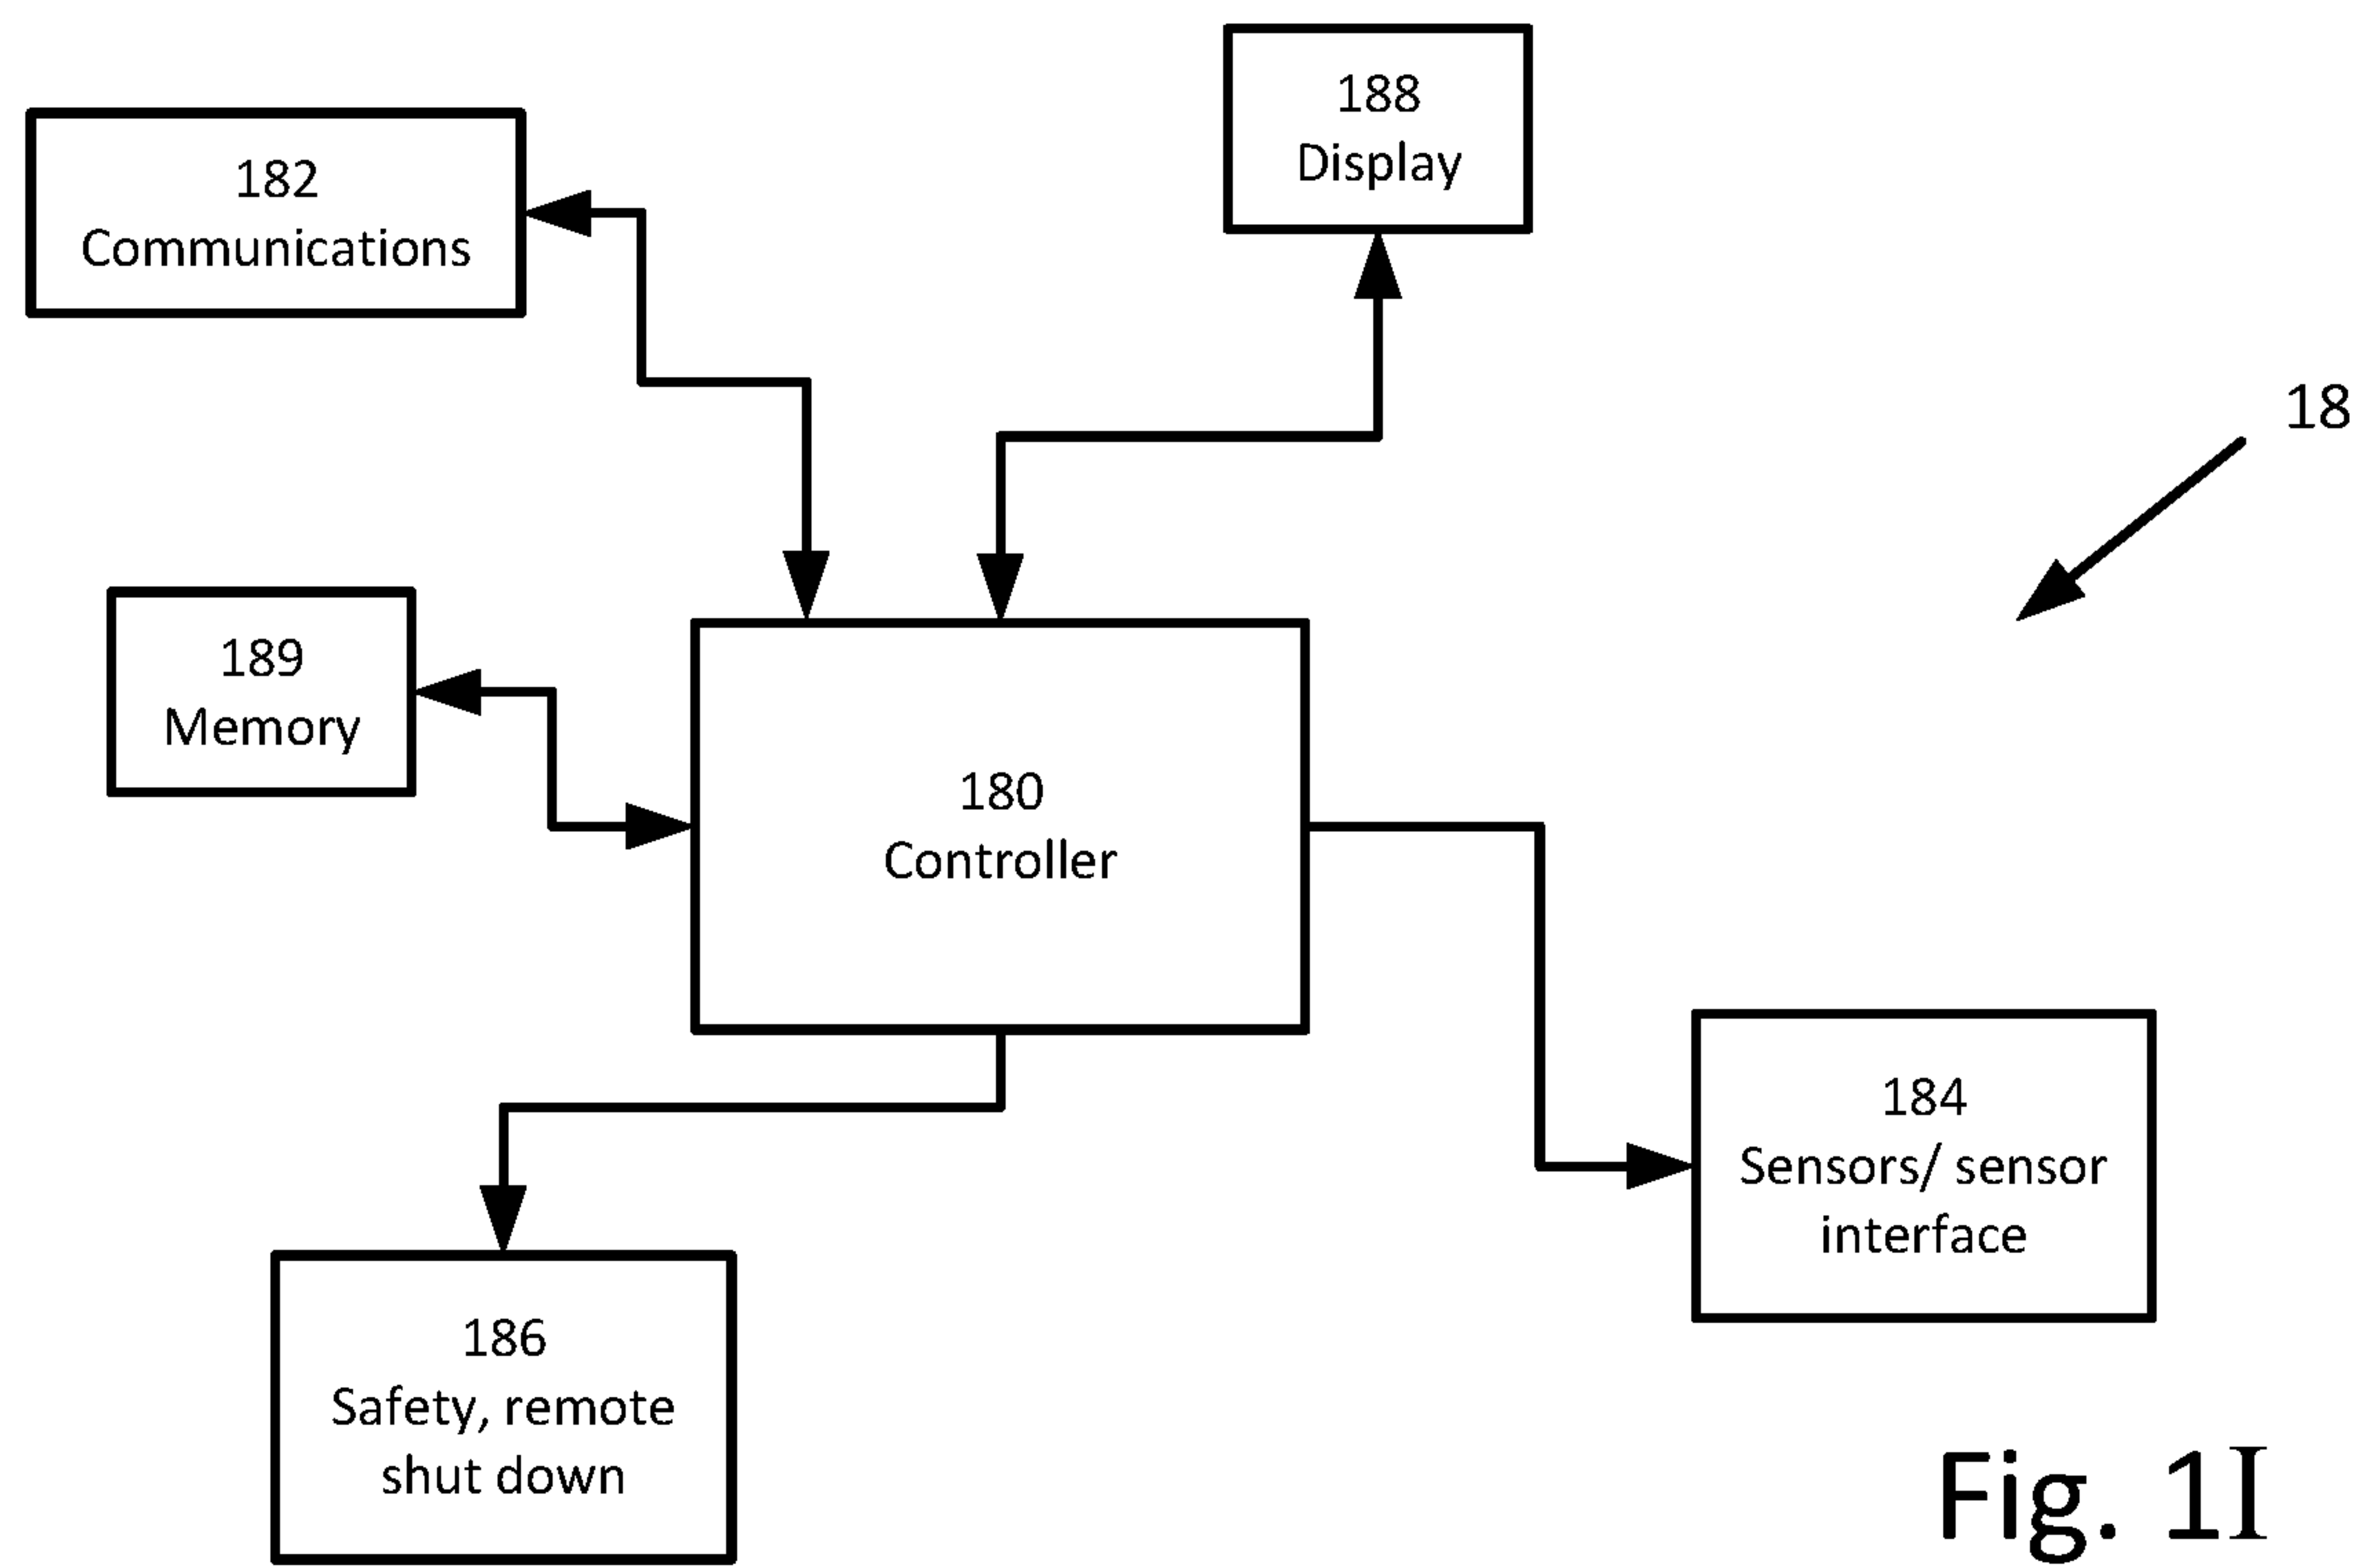 188
Display
182
Communications
18
189
Memory
180
Controller
184
Sensors/ sensor
interface
186
Safety, remote
shut down
Fig. 1I